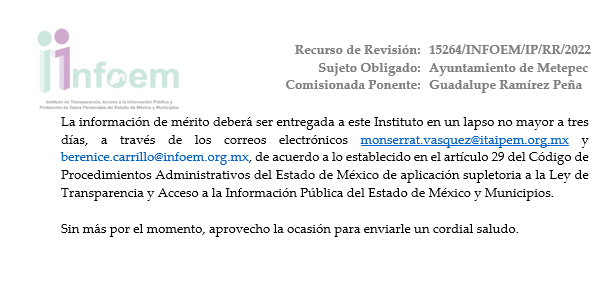 infoem
Instituto de Transparencia, Acceso a la Información Pública y
Protección de Datos Personales del Estado de México y Municipios
Recurso de Revisión: 15264/INFOEM/IP/RR/2022
Sujeto Obligado: Ayuntamiento de Metepec
Comisionada Ponente: Guadalupe Ramírez Peña
La información de mérito deberá ser entregada a este Instituto en un lapso no mayor a tres
días, a través de los correos electrónicos monserrat.vasquez@itaipem.org.mx y
berenice.carrillo@infoem.org.mx, de acuerdo a lo establecido en el artículo 29 del Código de
Procedimientos Administrativos del Estado de México de aplicación supletoria a la Ley de
Transparencia y Acceso a la Información Pública del Estado de México y Municipios.
Sin más por el momento, aprovecho la ocasión para enviarle un cordial saludo.